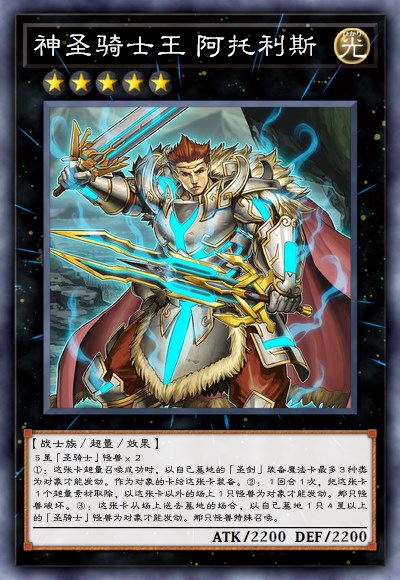 神圣骑士王 阿托利斯
光
【战士族／超量／效果】
5星「圣骑士」怪兽×2
①：这张卡超量召唤成功时，以自己墓地的「圣剑」装备魔法卡最多3种类
为对象才能发动。作为对象的卡给这张卡装备。②：1回合1次，把这张卡
1个超量素材取除，以这张卡以外的场上1只怪兽为对象才能发动。那只怪
兽破坏。③：这张卡从场上送去墓地的场合，以自己墓地1只4星以上
的「圣骑士」怪兽为对象才能发动。那只怪兽特殊召唤。
ATK/2200 DEF/2200